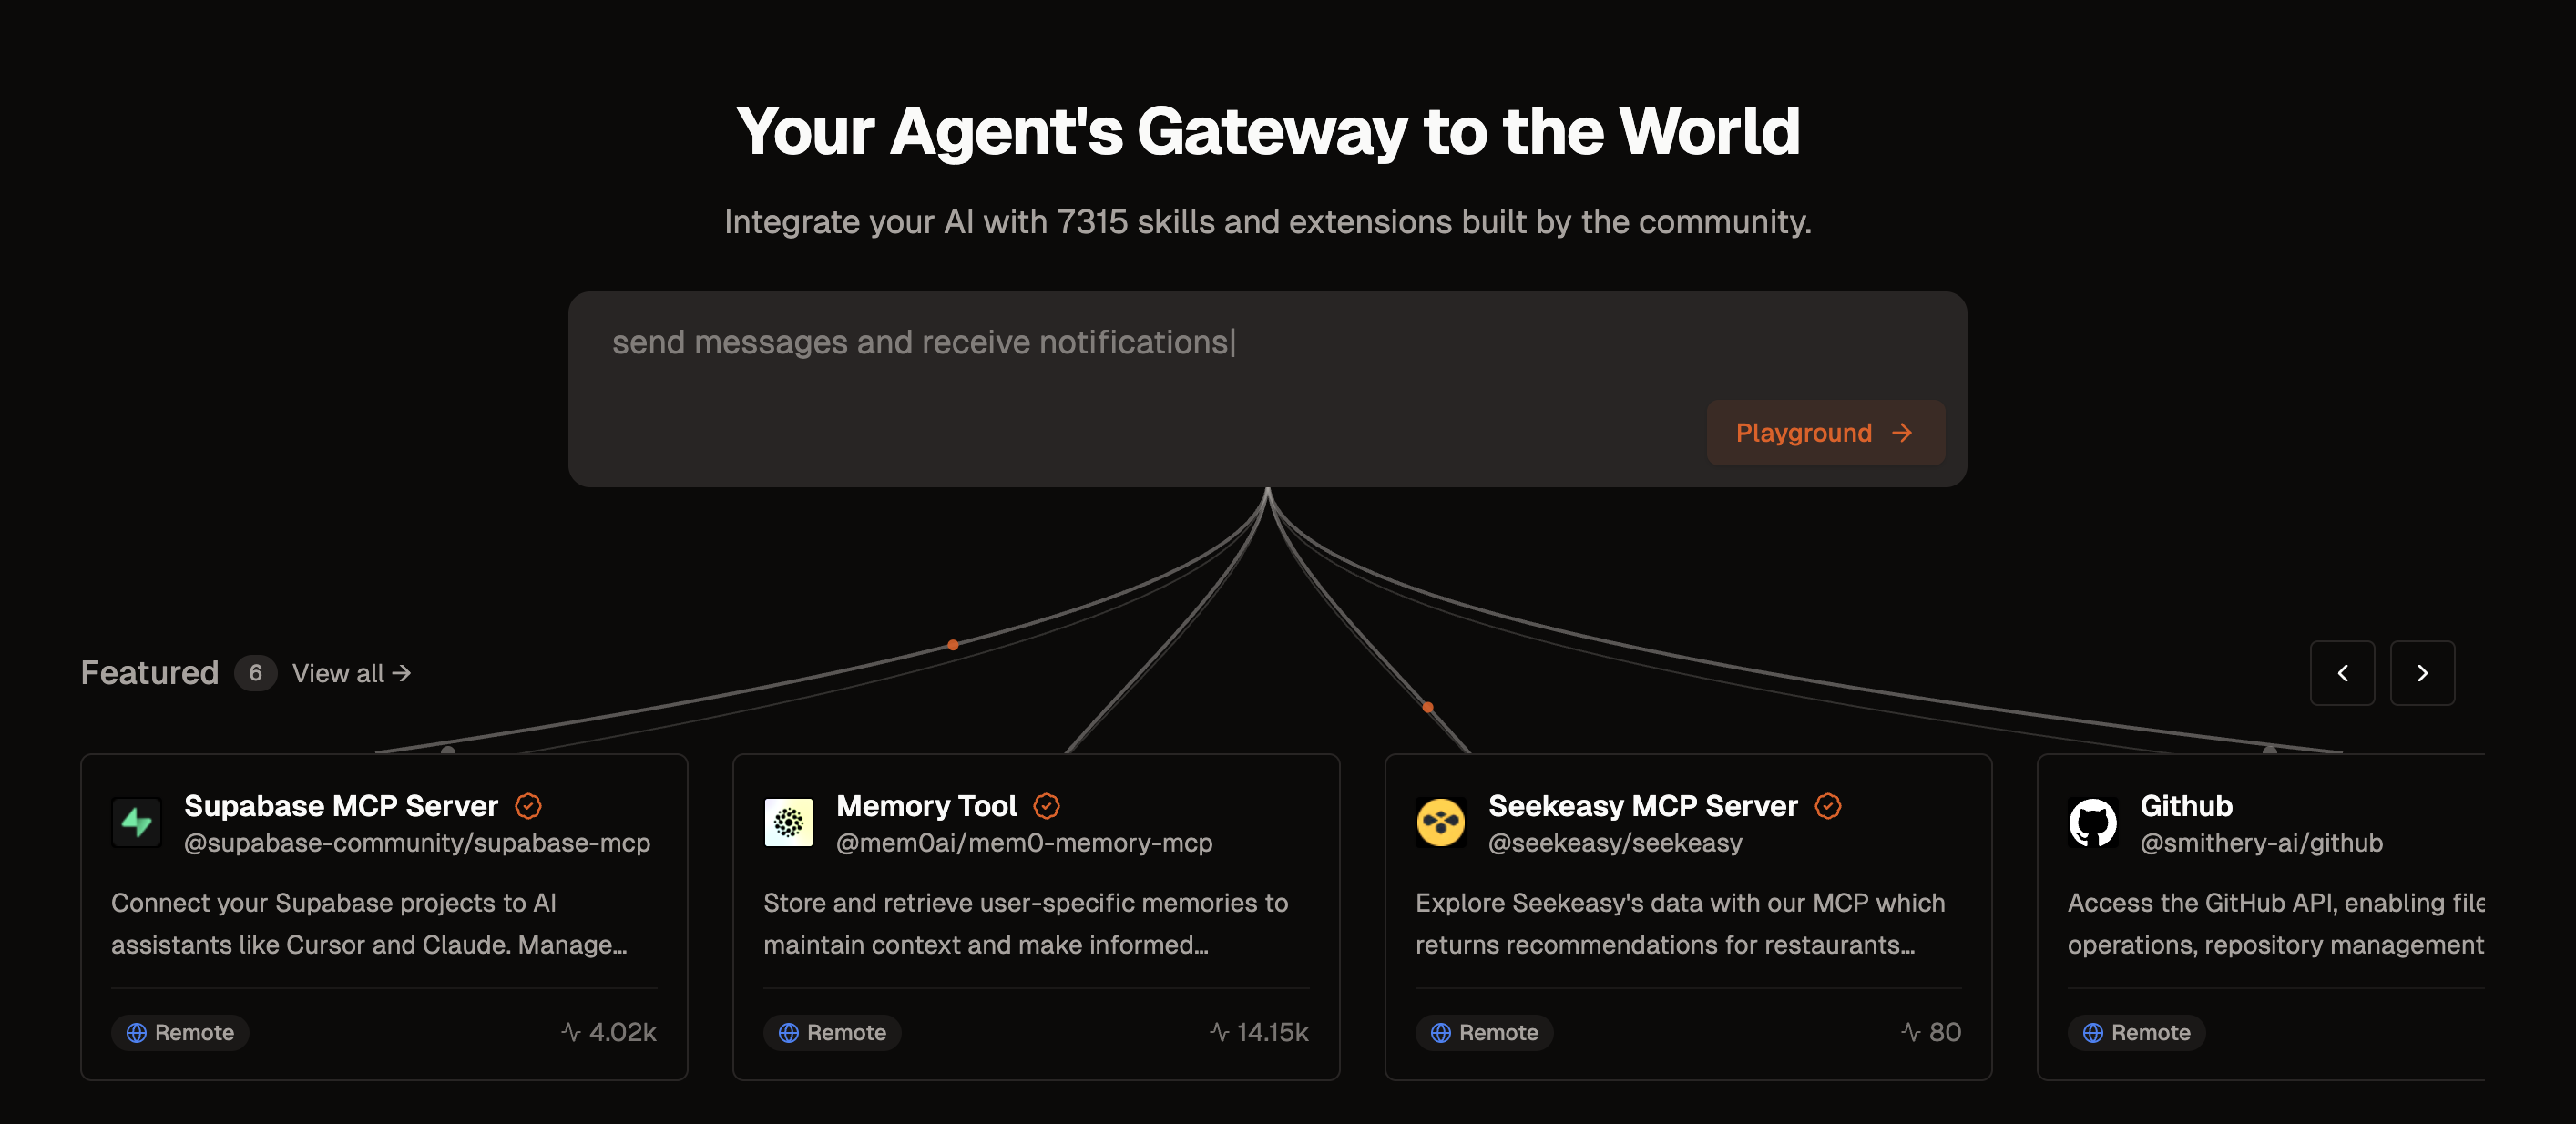 Your Agent's Gateway to the World
Integrate your AI with 7315 skills and extensions built by the community.
send messages and receive notifications
Playground →
Featured 6 View all →
Supabase MCP Server
@supabase-community/supabase-mcp
Connect your Supabase projects to AI
assistants like Cursor and Claude. Manage...
Remote 4.02k
Memory Tool
@mem0ai/mem0-memory-mcp
Store and retrieve user-specific memories to
maintain context and make informed...
Remote 14.15k
Seekeasy MCP Server
@seekeasy/seekeasy
Explore Seekeasy's data with our MCP which
returns recommendations for restaurants...
Remote 80
Github
@smithery-ai/github
Access the GitHub API, enabling file
operations, repository management
Remote